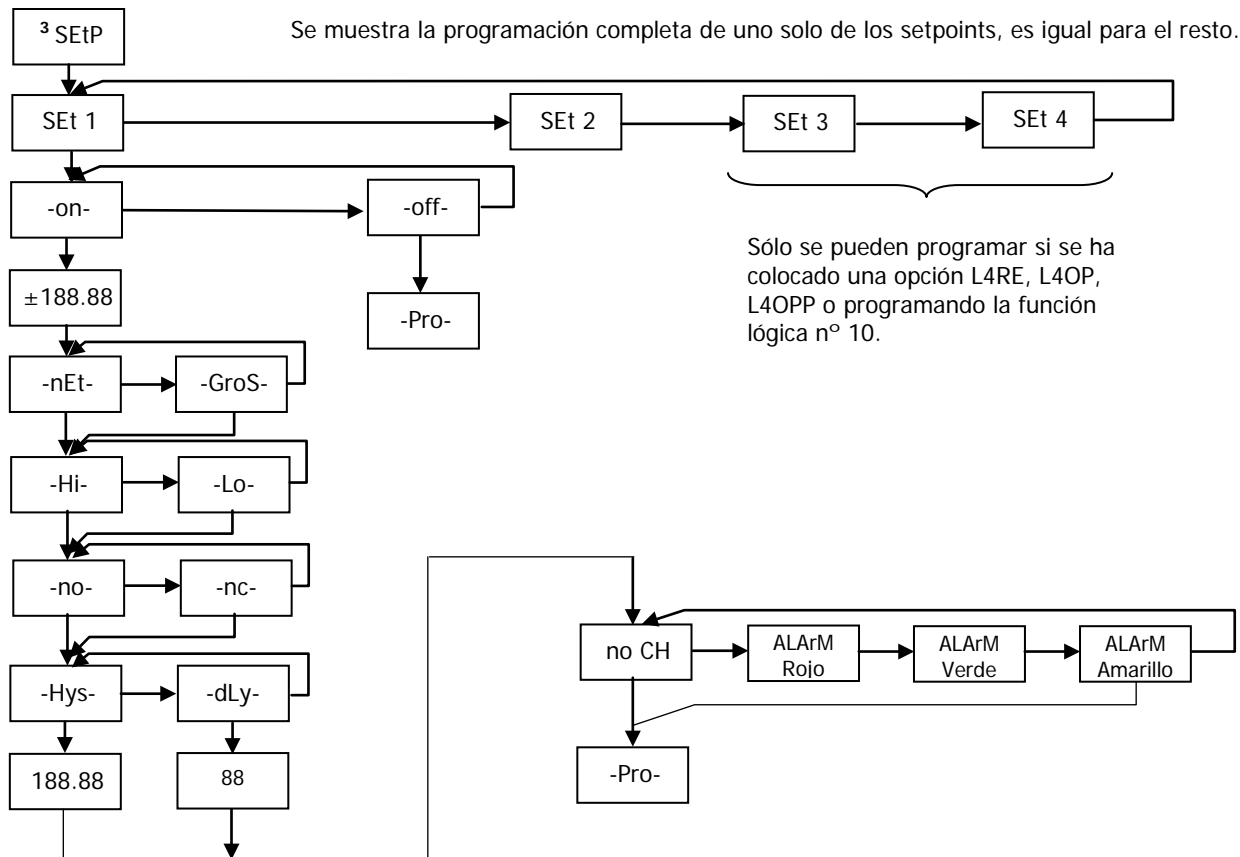 ³ SEtP
Se muestra la programación completa de uno solo de los setpoints, es igual para el resto.
SEt 1
SEt 2
SEt 3
SEt 4
-on-
-off-
Sólo se pueden programar si se ha
colocado una opción L4RE, L4OP,
L4OPP o programando la función
lógica nº 10.
±188.88
-Pro-
-nEt-
-GroS-
-Hi-
-Lo-
-no-
-nc-
no CH
ALArM
Rojo
ALArM
Verde
ALArM
Amarillo
-Hys-
-dLy-
188.88
88
-Pro-